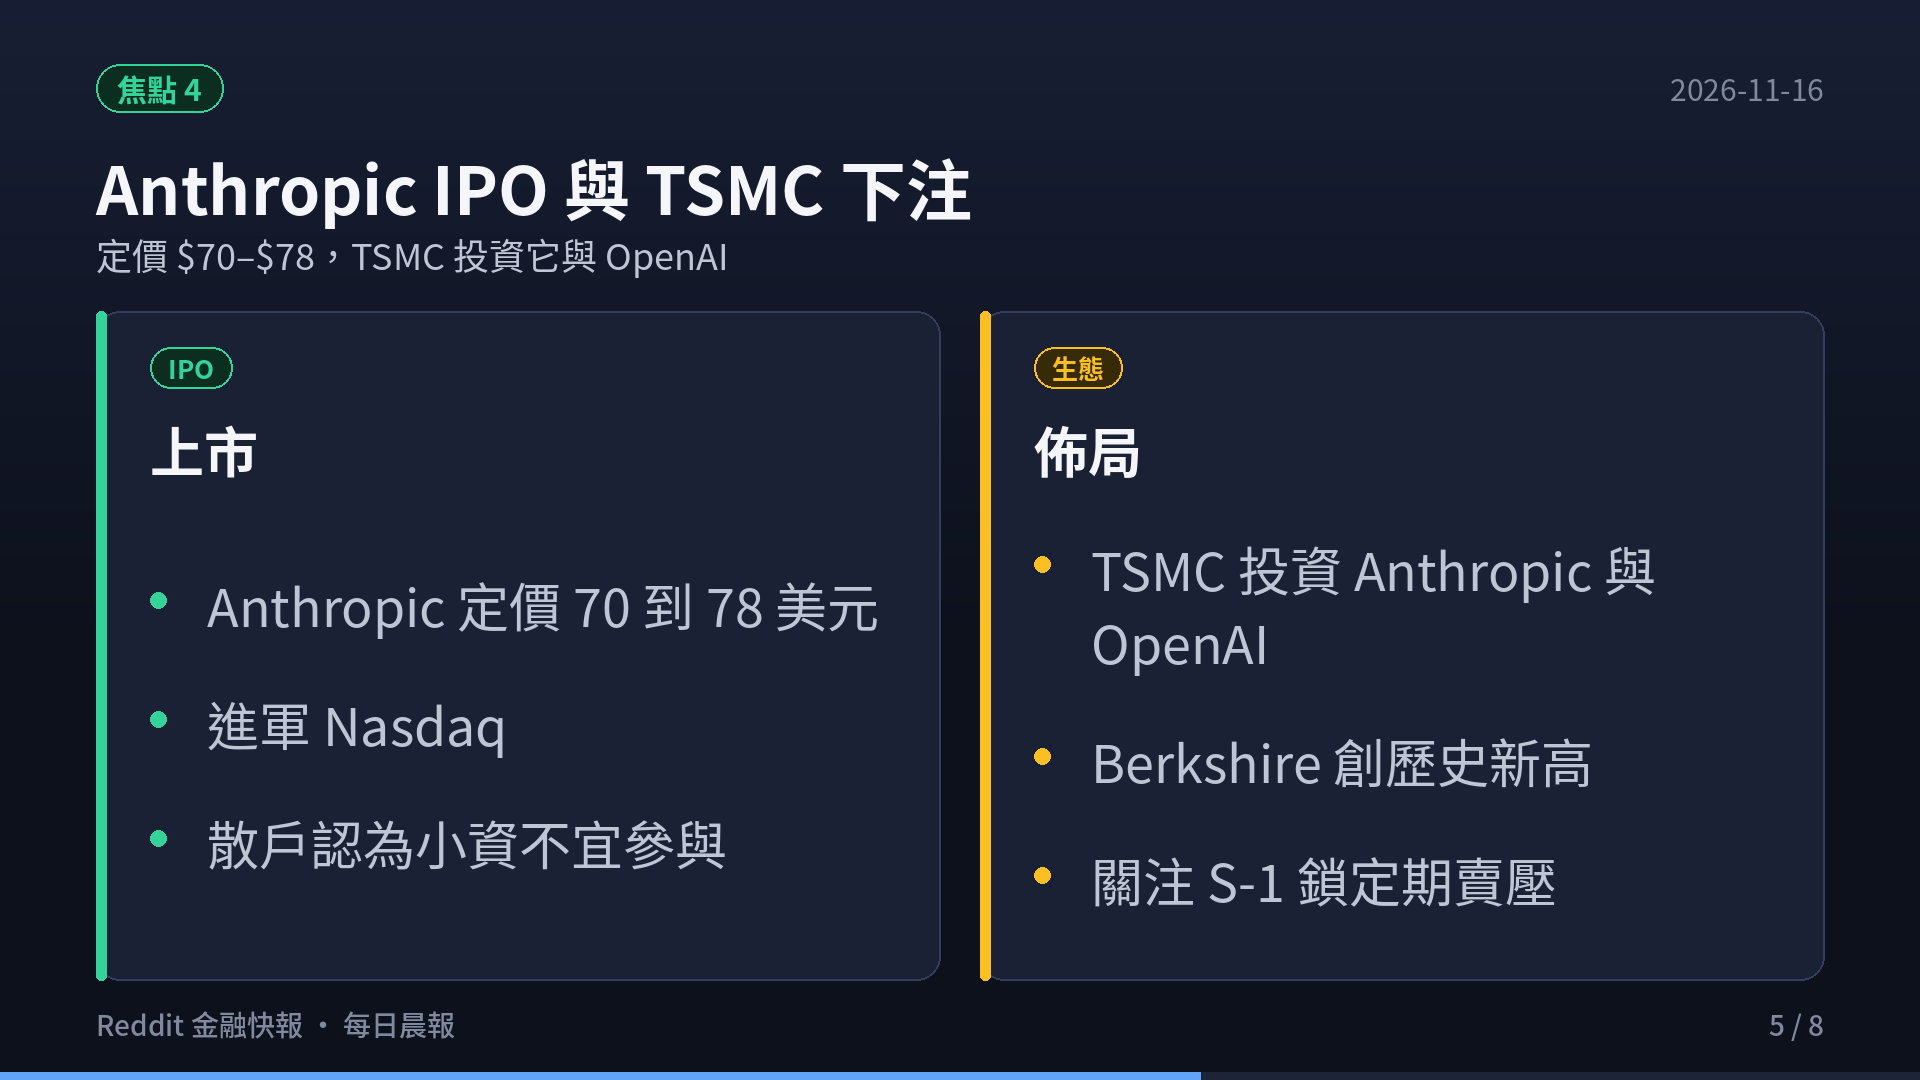 焦點 4
2026-11-16
Anthropic IPO 與 TSMC 下注
定價 $70–$78，TSMC 投資它與 OpenAI
IPO
上市
Anthropic 定價 70 到 78 美元
進軍 Nasdaq
散戶認為小資不宜參與
生態
佈局
TSMC 投資 Anthropic 與
OpenAI
Berkshire 創歷史新高
關注 S-1 鎖定期賣壓
Reddit 金融快報 · 每日晨報
5 / 8